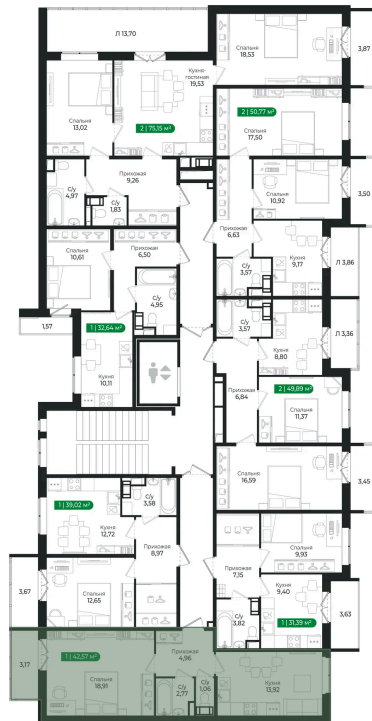 Л 13,70
Спальня
18,53
3,87
Кухня-
гостиная
19,53
Спальня
13,02
2 | 75,15 м²
2 | 50,77 м²
Спальня
17,50
Прихожая
9,26
С/у
4,97
С/у
1,83
Спальня
10,92
3,50
Прихожая
6,63
Кухня
9,17
Л 3,86
Спальня
10,61
Прихожая
6,50
С/у
3,57
С/у
4,95
1,57
1 | 32,64 м²
Кухня
10,11
С/у
3,57
Кухня
8,80
Л 3,36
Прихожая
6,84
2 | 49,89 м²
Спальня
11,37
Спальня
16,59
3,45
1 | 39,02 м²
Кухня
12,72
С/у
3,58
Прихожая
8,97
Спальня
9,93
Прихожая
7,15
3,67
Спальня
12,65
Кухня
9,40
С/у
3,82
1 | 31,39 м²
3,63
3,17
1 | 42,57 м²
Спальня
18,91
Прихожая
4,96
С/у
2,77
С/у
1,06
Кухня
13,92